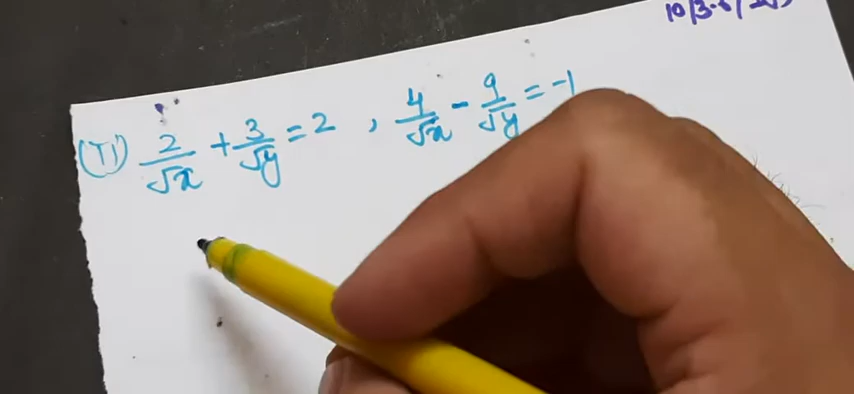 (II) 2/√x + 3/√y = 2 , 4/√x - 9/√y = -1